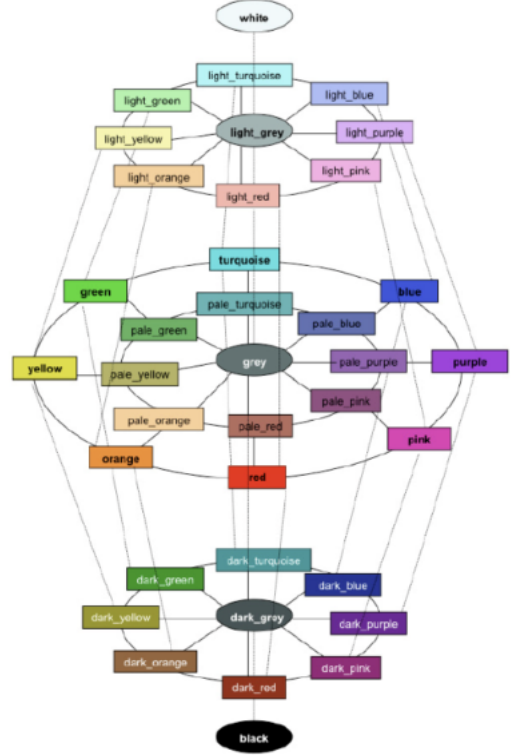 white
light_turquoise
light_green
light_blue
light_yellow
light_grey
light_purple
light_orange
light_pink
light_red
turquoise
green
blue
pale_turquoise
pale_green
pale_blue
yellow
pale_yellow
grey
pale_purple
purple
pale_orange
pale_pink
pale_red
orange
pink
red
dark_turquoise
dark_green
dark_blue
dark_yellow
dark_grey
dark_purple
dark_orange
dark_pink
dark_red
black